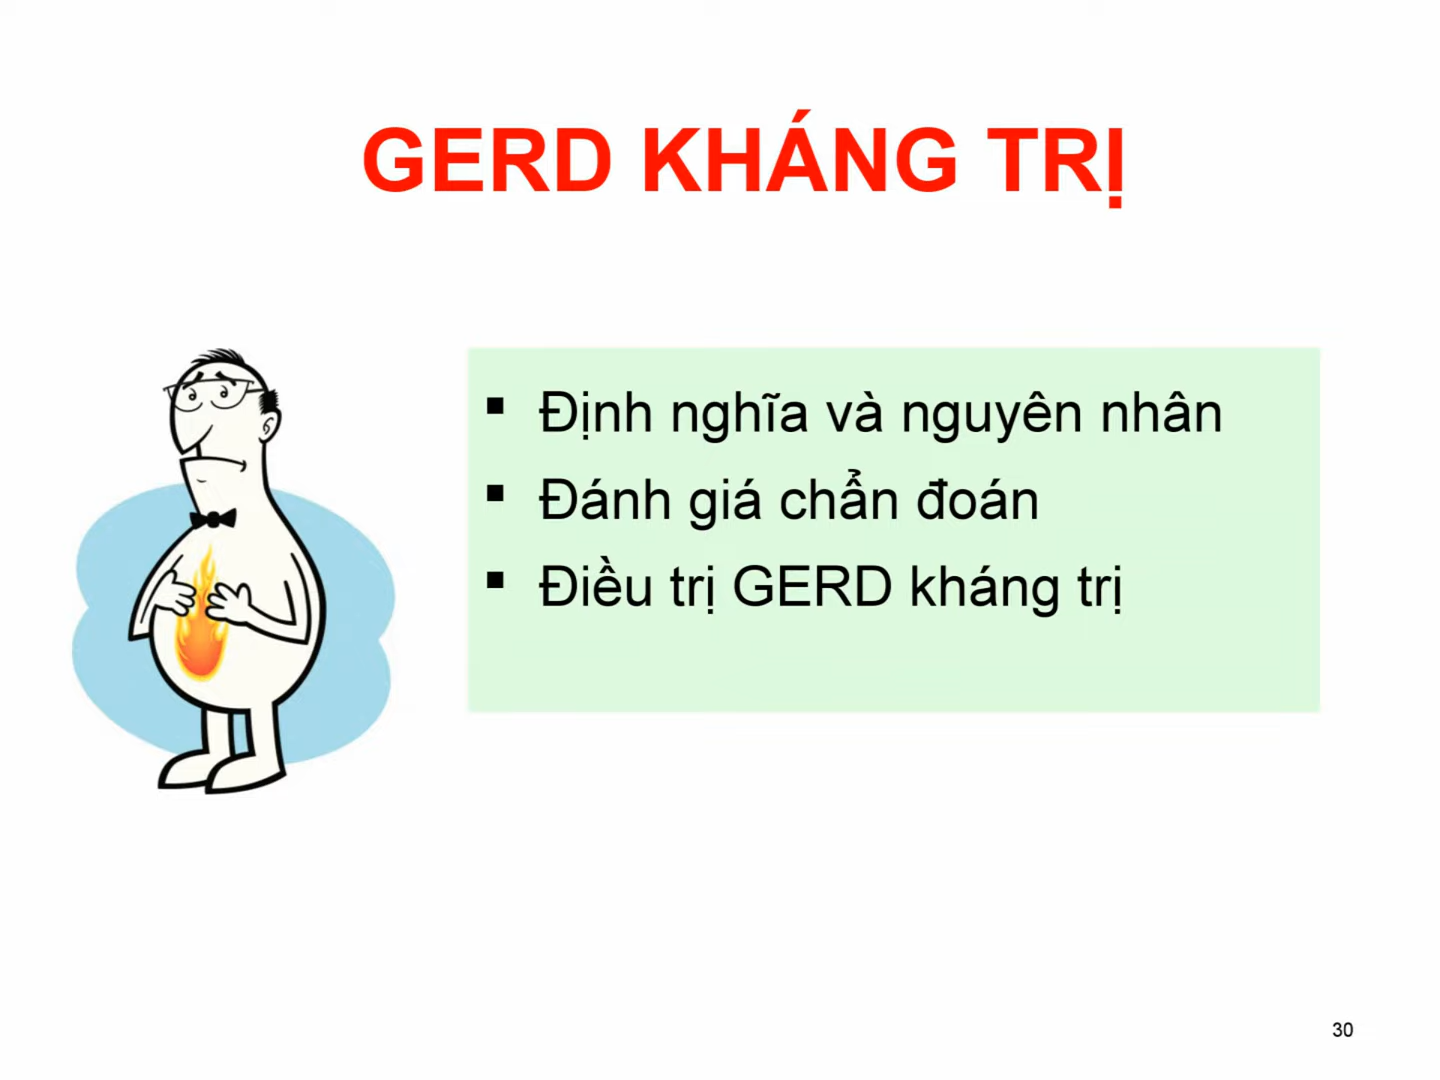 GERD KHÁNG TRỊ
▪ Định nghĩa và nguyên nhân
▪ Đánh giá chẩn đoán
▪ Điều trị GERD kháng trị
30